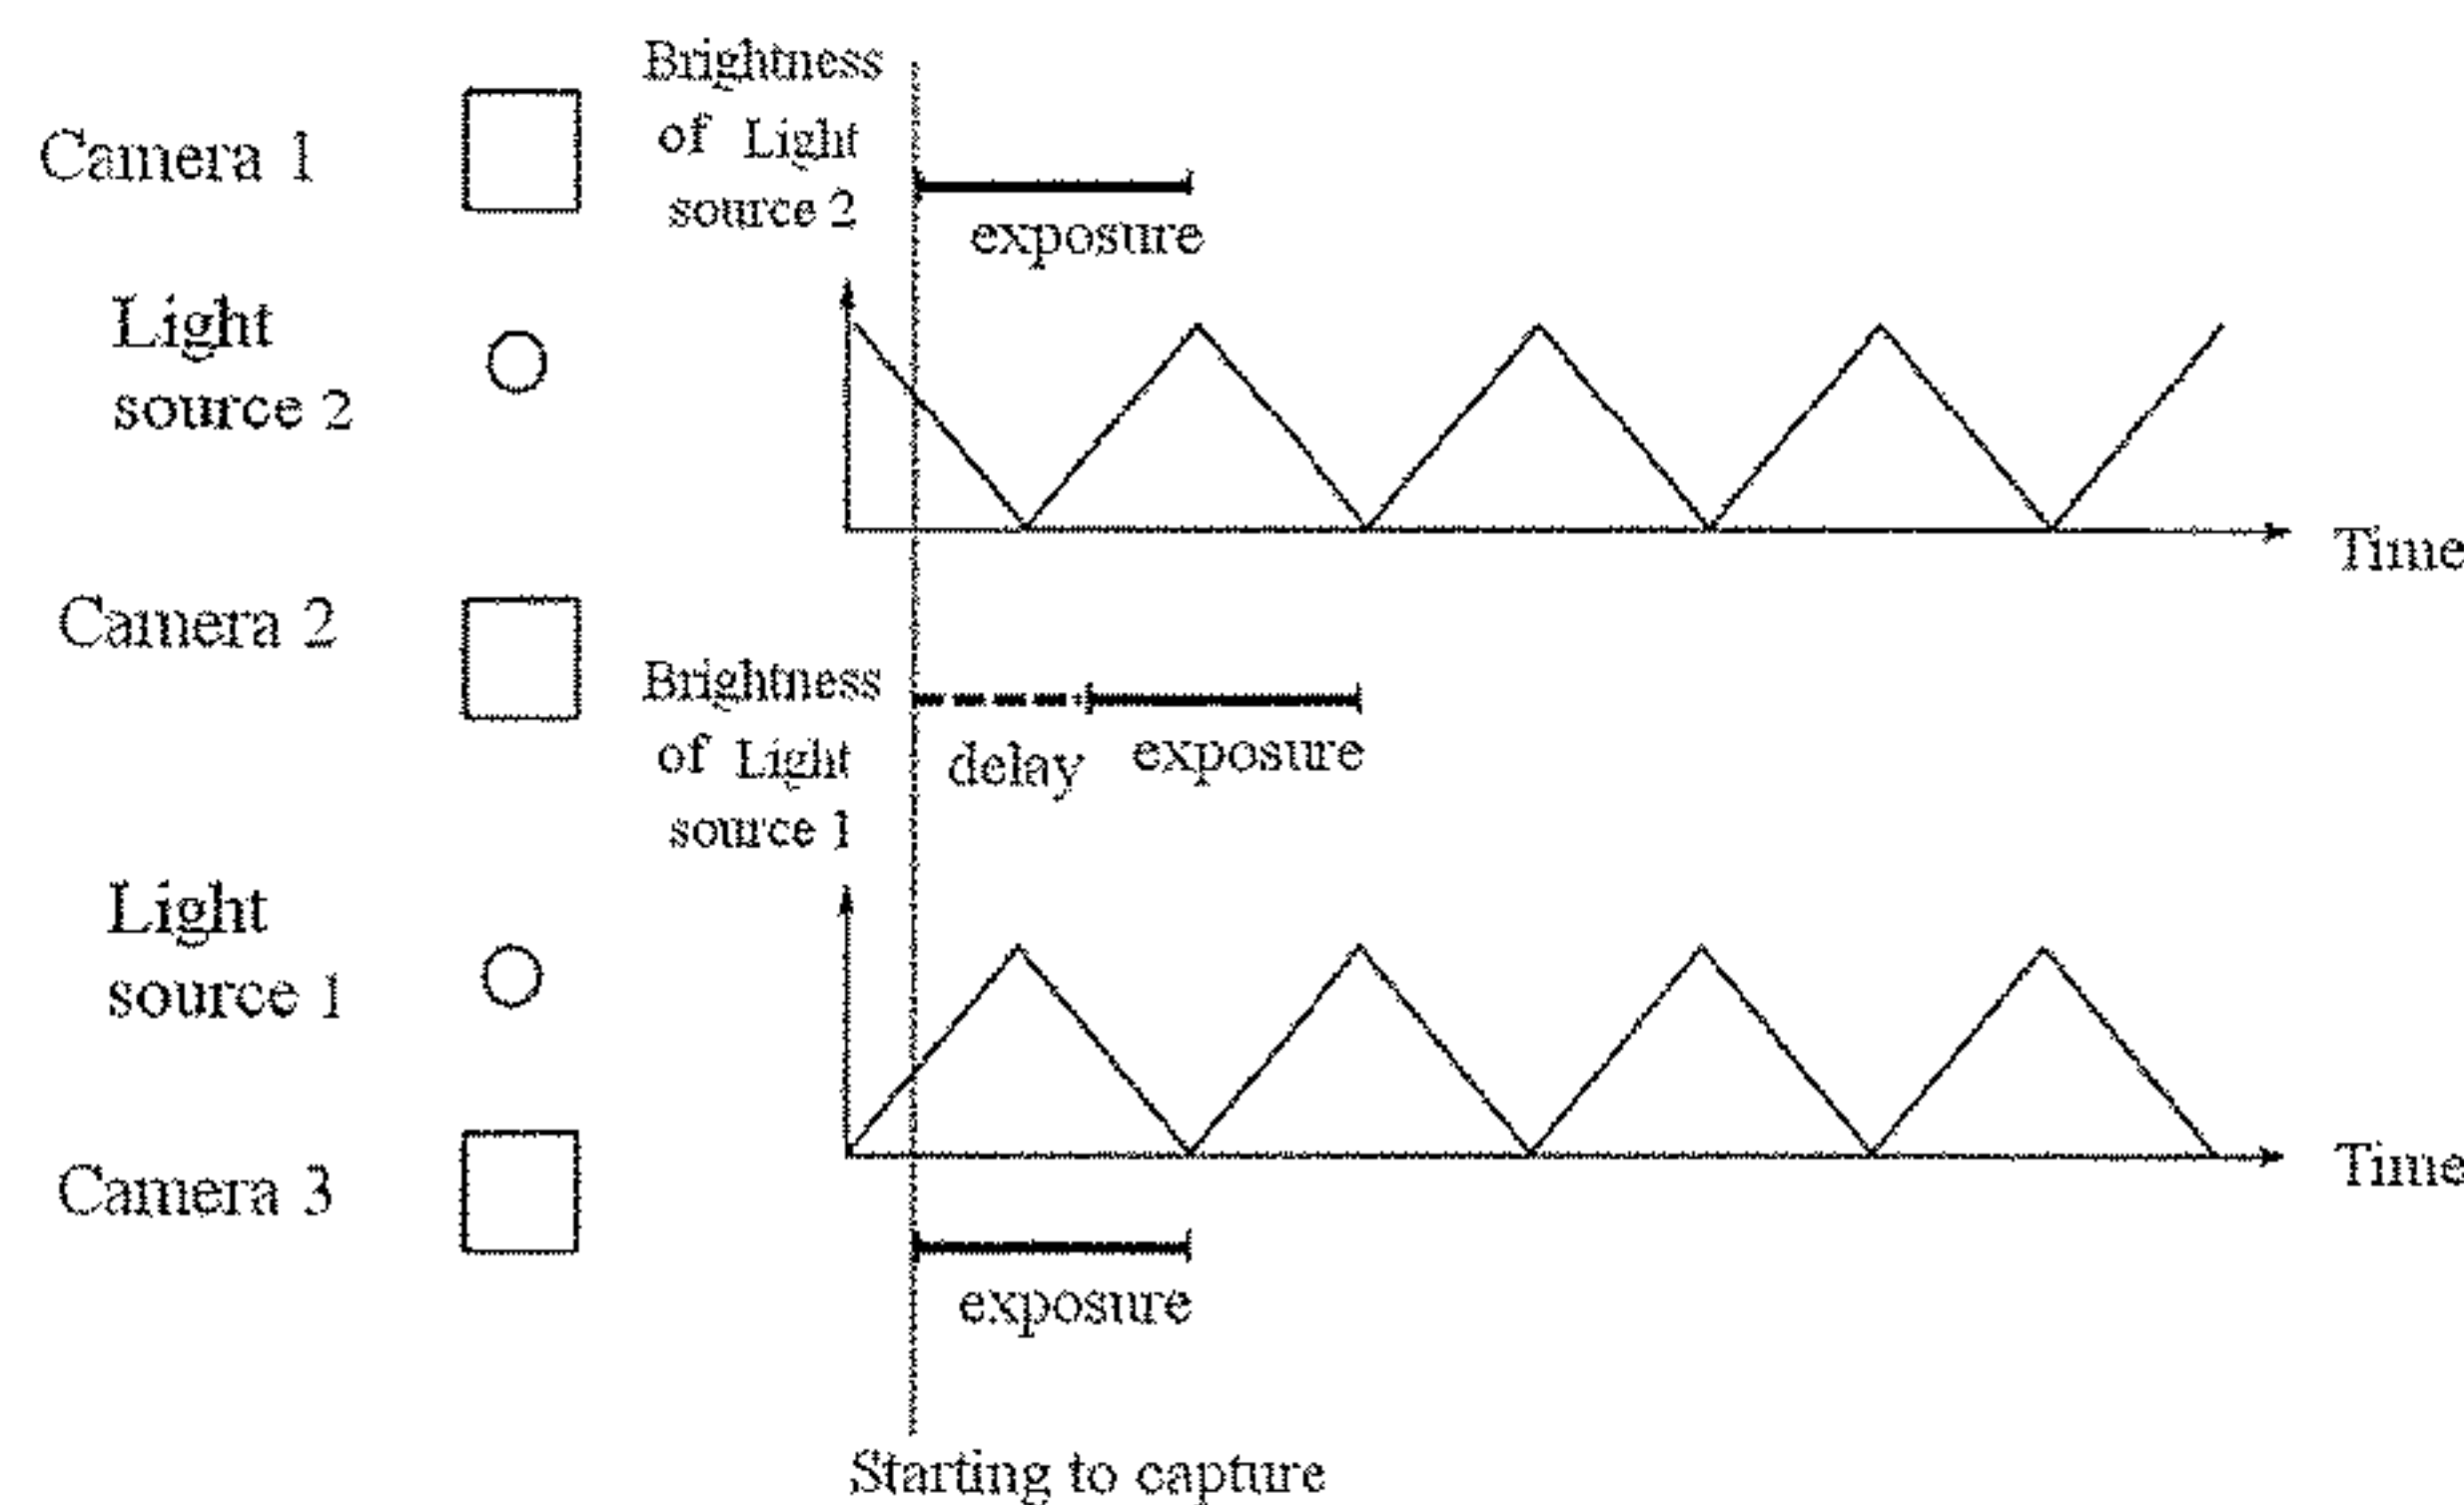 Camera 1
Brightness
of Light
source 2
exposure
Light
source 2
Time
Camera 2
Brightness
of Light
source 1
delay
exposure
Light
source 1
Time
Camera 3
exposure
Starting to capture